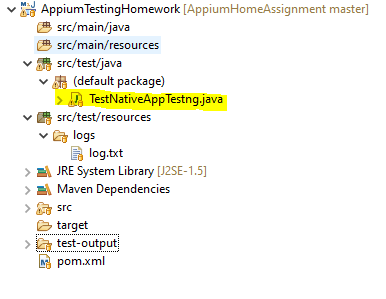 AppiumTestingHomework [AppiumHomeAssignment master]
src/main/java
src/main/resources
src/test/java
(default package)
TestNativeAppTestng.java
src/test/resources
logs
log.txt
JRE System Library [J2SE-1.5]
Maven Dependencies
src
target
test-output
pom.xml